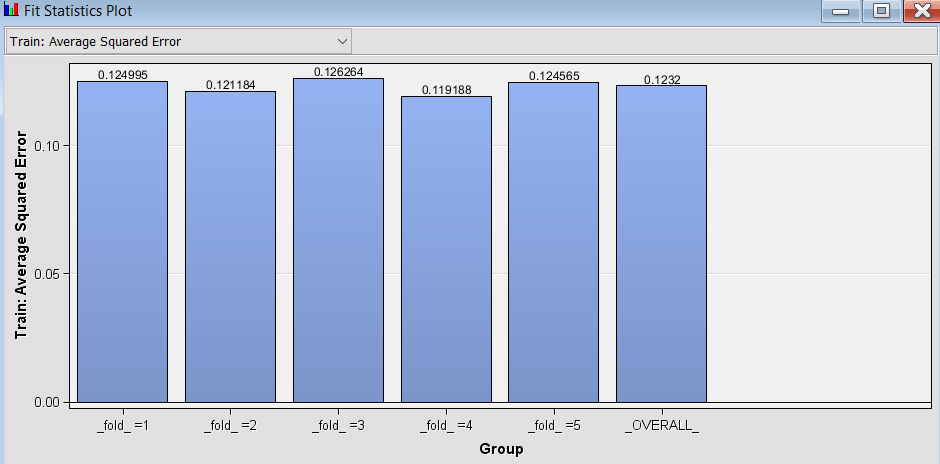 Fit Statistics Plot
Train: Average Squared Error
0.124995
0.121184
0.126264
0.119188
0.124565
0.1232
Train: Average Squared Error
0.10
0.05
0.00
_fold_ =1
_fold_ =2
_fold_ =3
_fold_ =4
_fold_ =5
_OVERALL_
Group